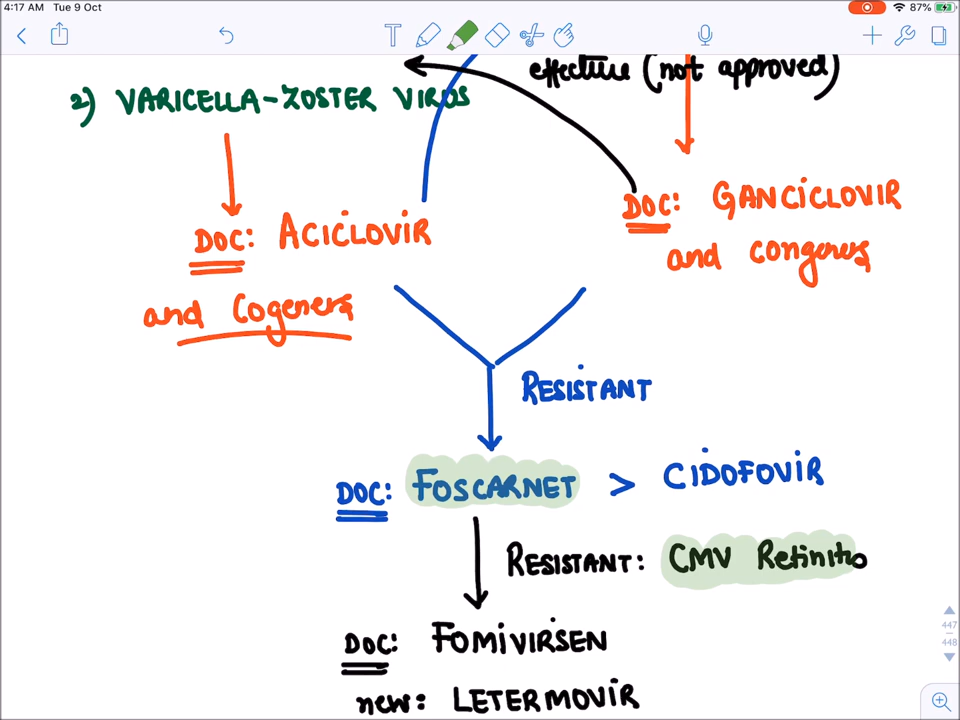 4:17 AM Tue 9 Oct
87%
effective (not approved)
2) VARICELLA-ZOSTER VIROS
DOC: ACICLOVIR
and Cogeners
DOC: GANCICLOVIR
and congeners
RESISTANT
DOC: FOSCARNET > CIDOFOVIR
RESISTANT: CMV Retinitis
DOC: FOMIVIRSEN
new: LETERMOVIR
447
448